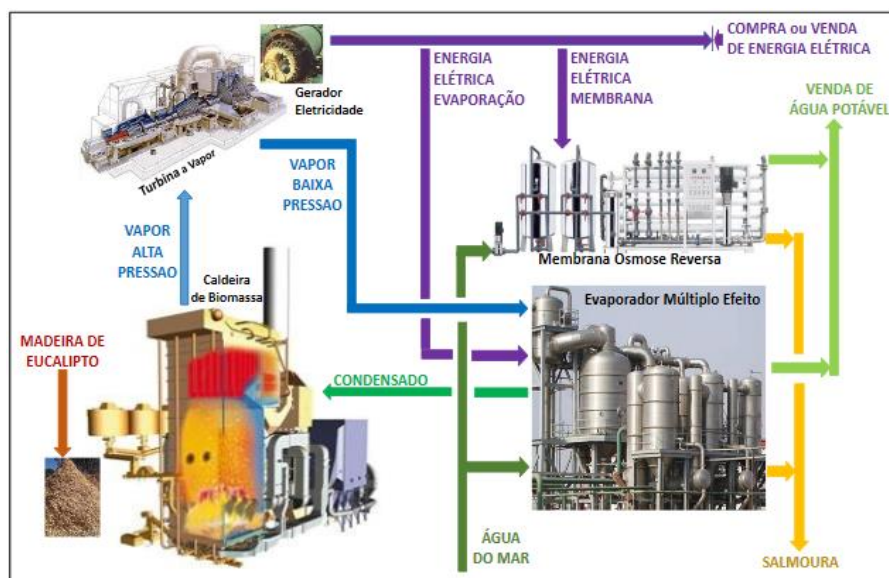 COMPRA ou VENDA
DE ENERGIA ELÉTRICA
ENERGIA
ELÉTRICA
EVAPORAÇÃO
ENERGIA
ELÉTRICA
MEMBRANA
VENDA DE
ÁGUA POTÁVEL
Gerador
Eletricidade
Turbina a Vapor
VAPOR
BAIXA
PRESSAO
VAPOR
ALTA
PRESSAO
Membrana Osmose Reversa
Caldeira
de Biomassa
Evaporador Múltiplo Efeito
MADEIRA DE
EUCALIPTO
CONDENSADO
ÁGUA
DO MAR
SALMOURA